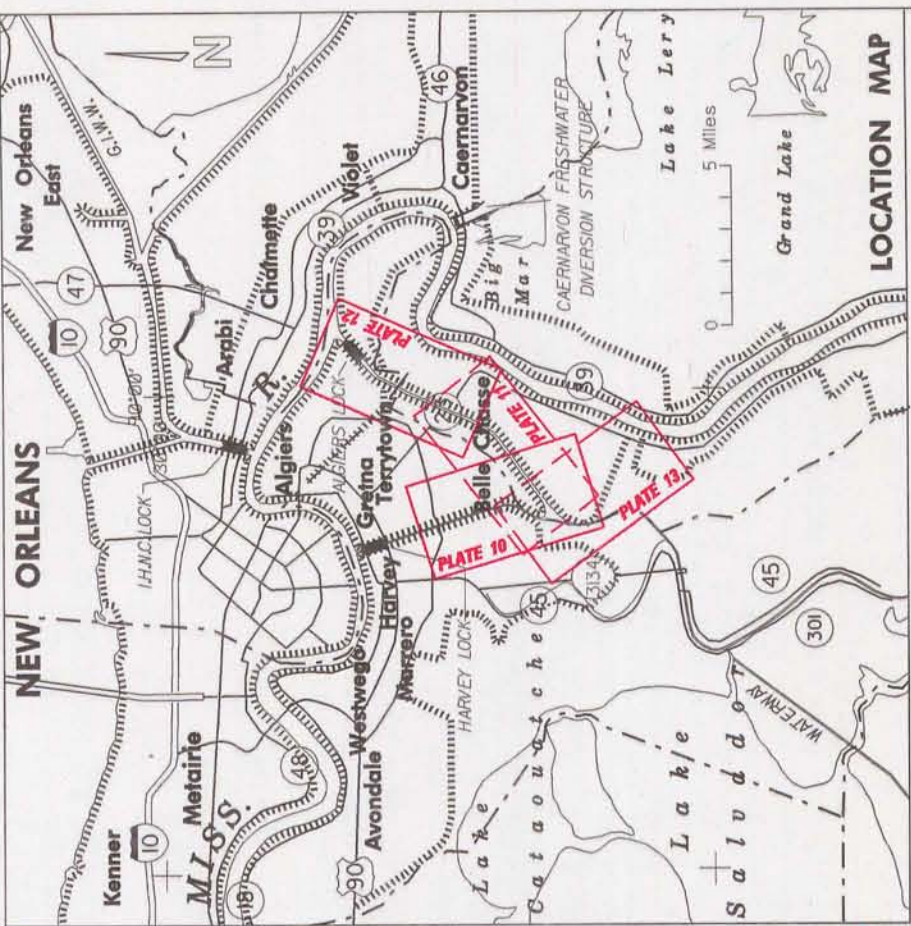 NEW ORLEANS
New Orleans
East
G.I.W.W.
47
10
90
30°00'
I.H.N.C. LOCK
Kenner
10
Metairie
MISS.
R.
Arabi
Chalmette
Violet
39
46
N
18
48
Algiers
ALGIERS LOCK
PLATE 12
Gretna
Terrytown
Westwego
Harvey
Marrero
90
Avondale
HARVEY LOCK
Caernarvon
Big
Mar
CAERNARVON FRESHWATER
DIVERSION STRUCTURE
Lake Lery
Belle Chasse
PLATE 11
PLATE 10
PLATE 13
39
45
3134
Lake
Cataouatche
Lake
Salvador
WATERWAY
301
45
0
5 Miles
Grand Lake
LOCATION MAP